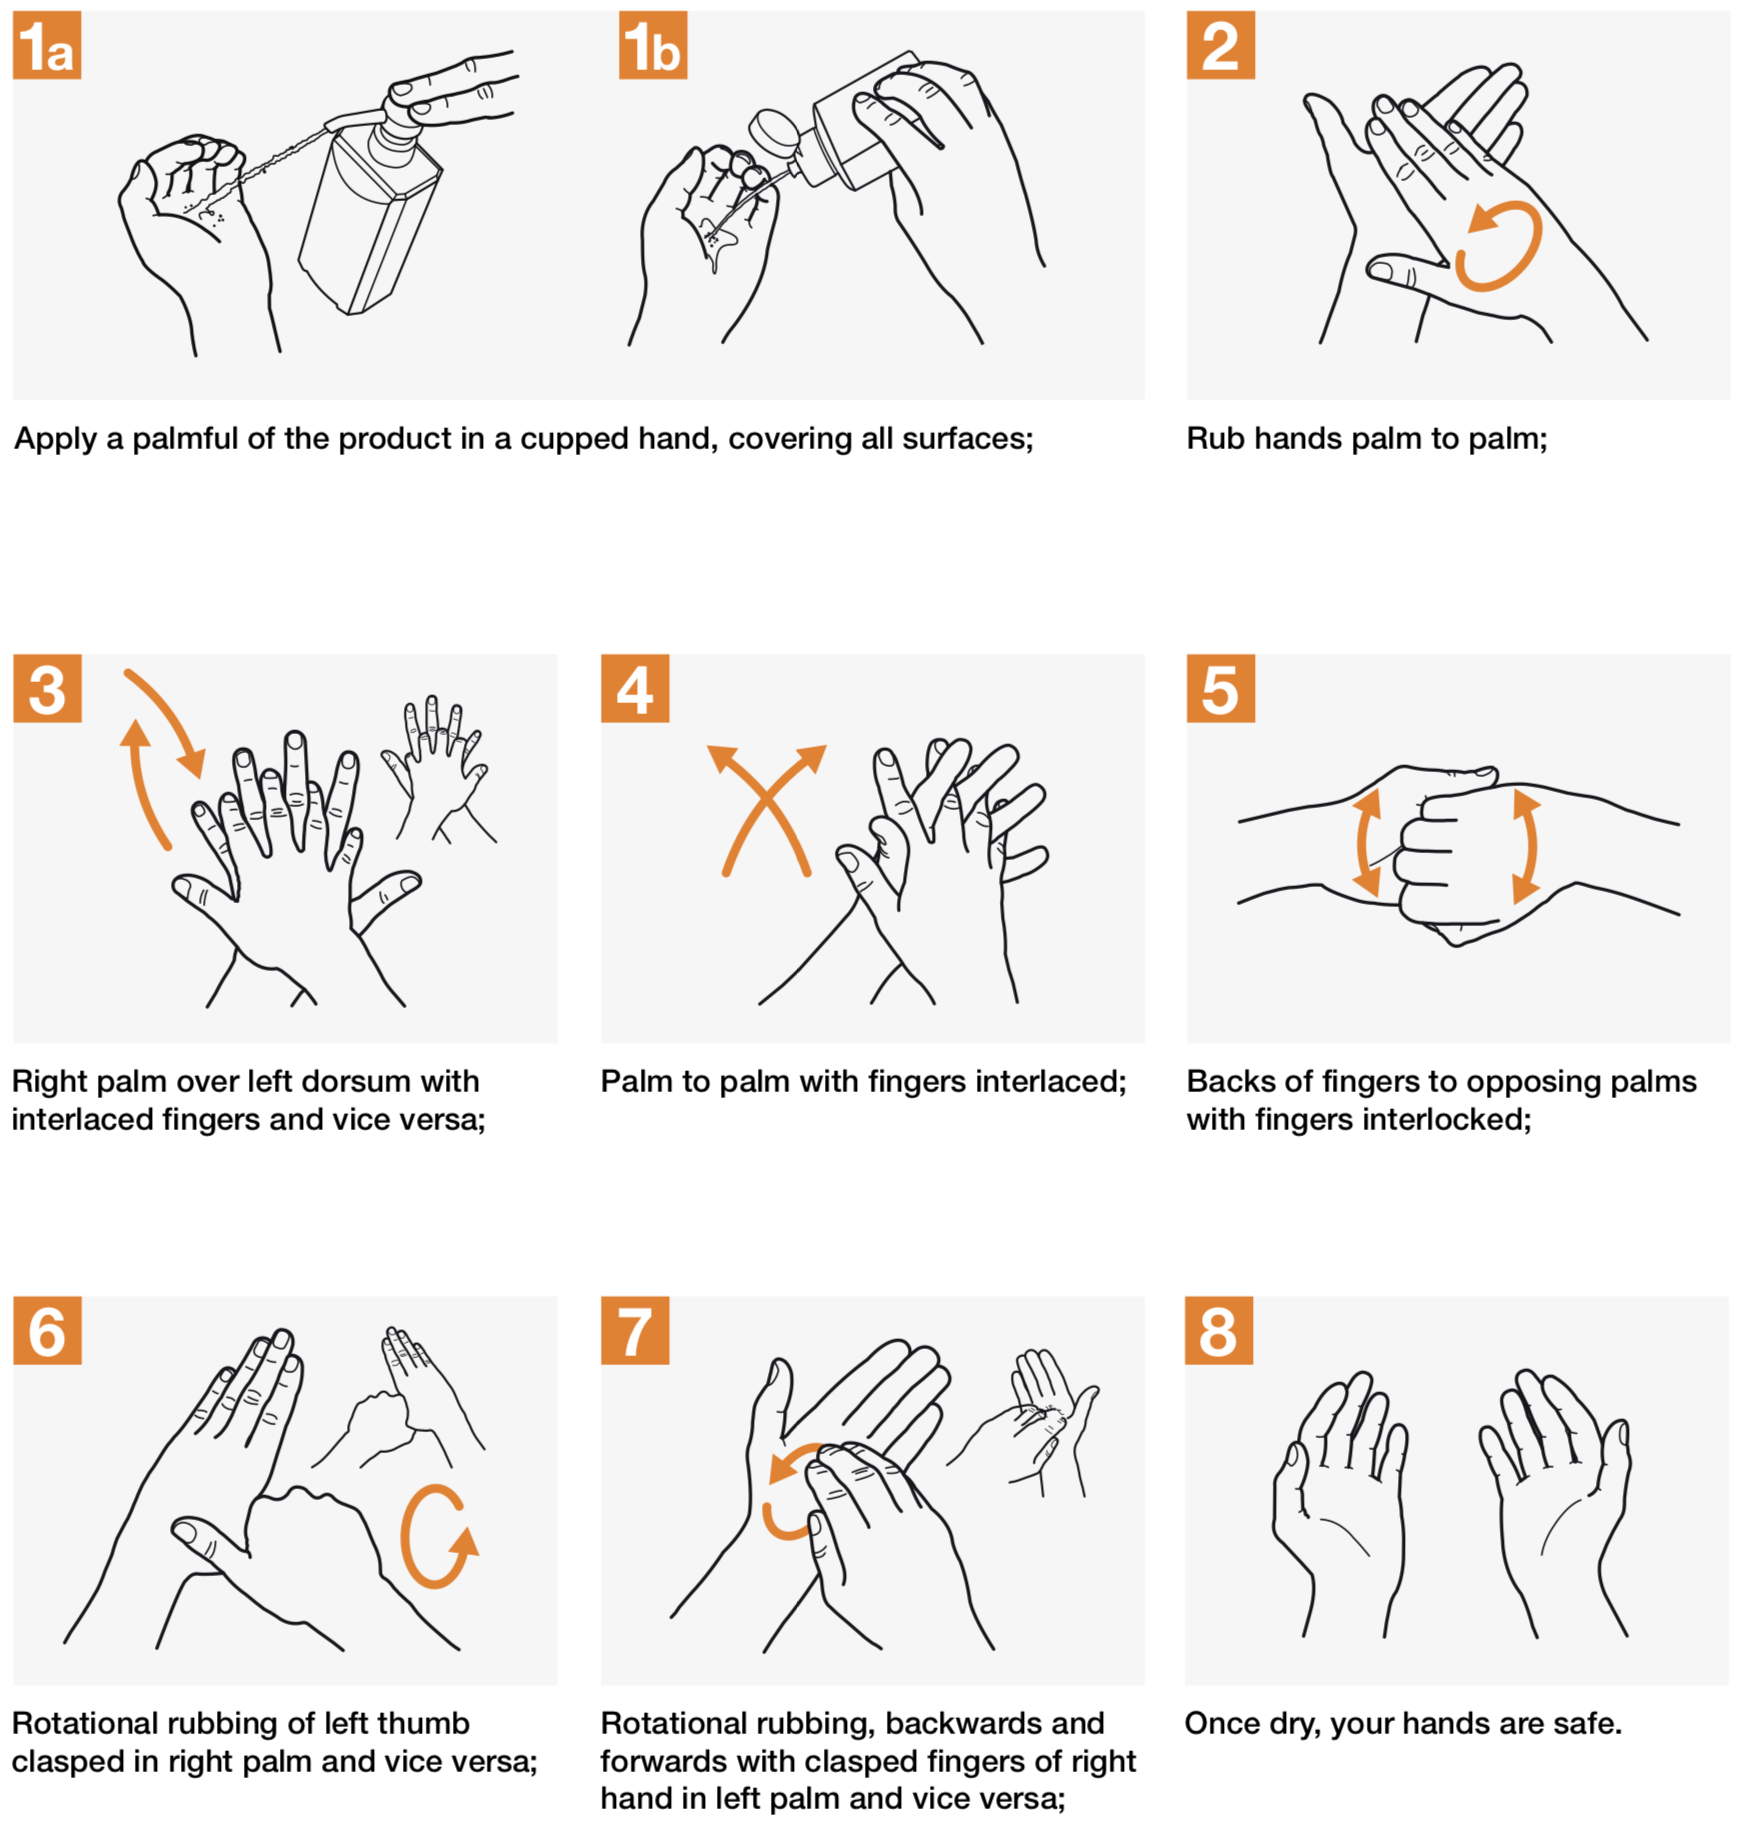 1a
1b
Apply a palmful of the product in a cupped hand, covering all surfaces;
2
Rub hands palm to palm;
3
Right palm over left dorsum with
interlaced fingers and vice versa;
4
Palm to palm with fingers interlaced;
5
Backs of fingers to opposing palms
with fingers interlocked;
6
Rotational rubbing of left thumb
clasped in right palm and vice versa;
7
Rotational rubbing, backwards and
forwards with clasped fingers of right
hand in left palm and vice versa;
8
Once dry, your hands are safe.